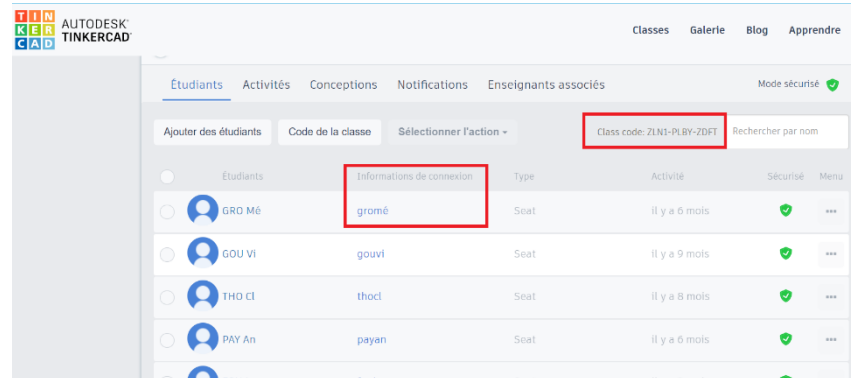 TINKERCAD
AUTODESK®
TINKERCAD®
Classes Galerie Blog Apprendre
Étudiants Activités Conceptions Notifications Enseignants associés Mode sécurisé
Ajouter des étudiants Code de la classe Sélectionner l'action Class code: ZLN1-PLBY-ZDFT Rechercher par nom
Étudiants Informations de connexion Type Activité Sécurisé Menu
GRO Mé gromé Seat il y a 6 mois
GOU Vi gouvi Seat il y a 9 mois
THO Cl thocl Seat il y a 8 mois
PAY An payan Seat il y a 6 mois